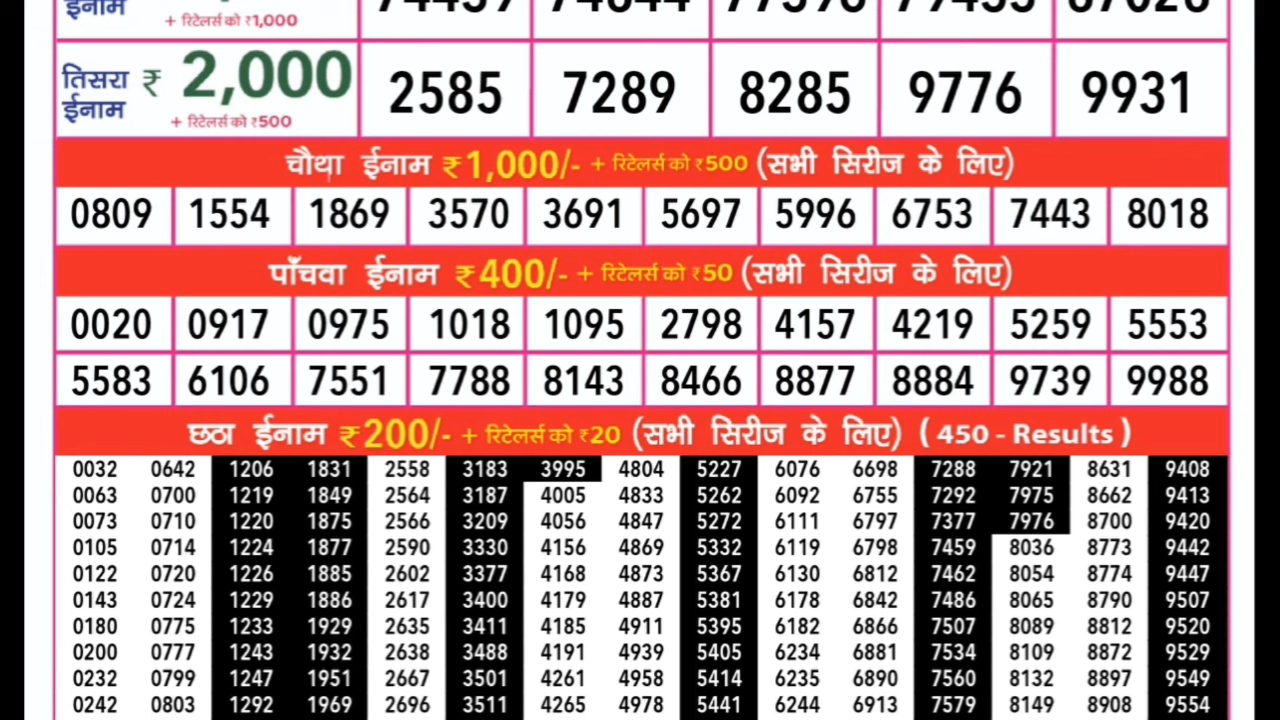 ईनाम
+ रिटेलर्स को ₹1,000
तिसरा ₹ 2,000 2585 7289 8285 9776 9931
ईनाम
+ रिटेलर्स को ₹500
चौथा ईनाम ₹1,000/- + रिटेलर्स को ₹500 (सभी सिरीज के लिए)
0809 1554 1869 3570 3691 5697 5996 6753 7443 8018
पाँचवा ईनाम ₹400/- + रिटेलर्स को ₹50 (सभी सिरीज के लिए)
0020 0917 0975 1018 1095 2798 4157 4219 5259 5553
5583 6106 7551 7788 8143 8466 8877 8884 9739 9988
छठा ईनाम ₹200/- + रिटेलर्स को ₹20 (सभी सिरीज के लिए) ( 450 - Results )
0032 0642 1206 1831 2558 3183 3995 4804 5227 6076 6698 7288 7921 8631 9408
0063 0700 1219 1849 2564 3187 4005 4833 5262 6092 6755 7292 7975 8662 9413
0073 0710 1220 1875 2566 3209 4056 4847 5272 6111 6797 7377 7976 8700 9420
0105 0714 1224 1877 2590 3330 4156 4869 5332 6119 6798 7459 8036 8773 9442
0122 0720 1226 1885 2602 3377 4168 4873 5367 6130 6812 7462 8054 8774 9447
0143 0724 1229 1886 2617 3400 4179 4887 5381 6178 6842 7486 8065 8790 9507
0180 0775 1233 1929 2635 3411 4185 4911 5395 6182 6866 7507 8089 8812 9520
0200 0777 1243 1932 2638 3488 4191 4939 5405 6234 6881 7534 8109 8872 9529
0232 0799 1247 1951 2667 3501 4261 4958 5414 6235 6890 7560 8132 8897 9549
0242 0803 1292 1969 2696 3511 4265 4978 5441 6244 6913 7579 8149 8908 9554